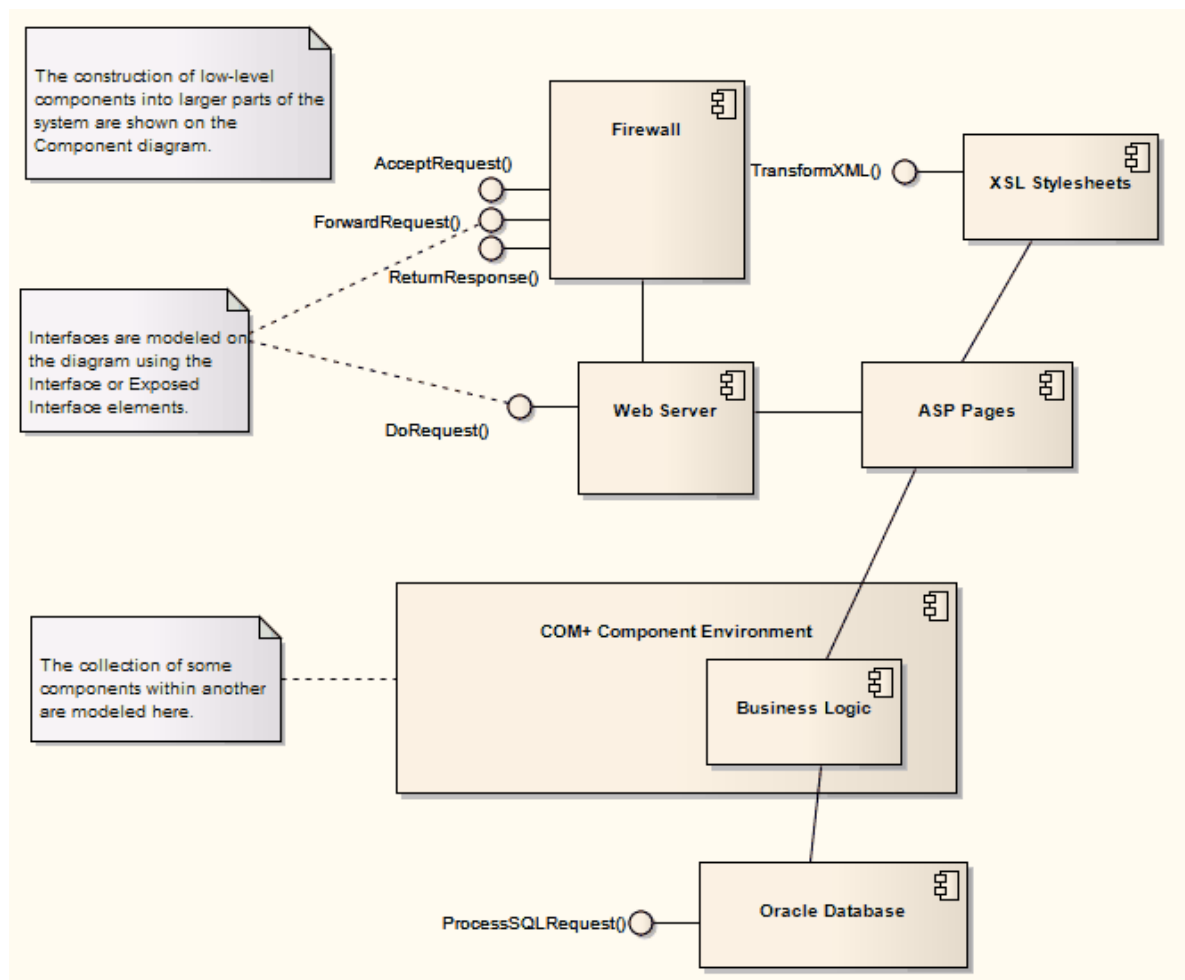 The construction of low-level
components into larger parts of the
system are shown on the
Component diagram.
Firewall
AcceptRequest()
ForwardRequest()
ReturnResponse()
TransformXML()
XSL Stylesheets
Interfaces are modeled on
the diagram using the
Interface or Exposed
Interface elements.
DoRequest()
Web Server
ASP Pages
COM+ Component Environment
The collection of some
components within another
are modeled here.
Business Logic
Oracle Database
ProcessSQLRequest()